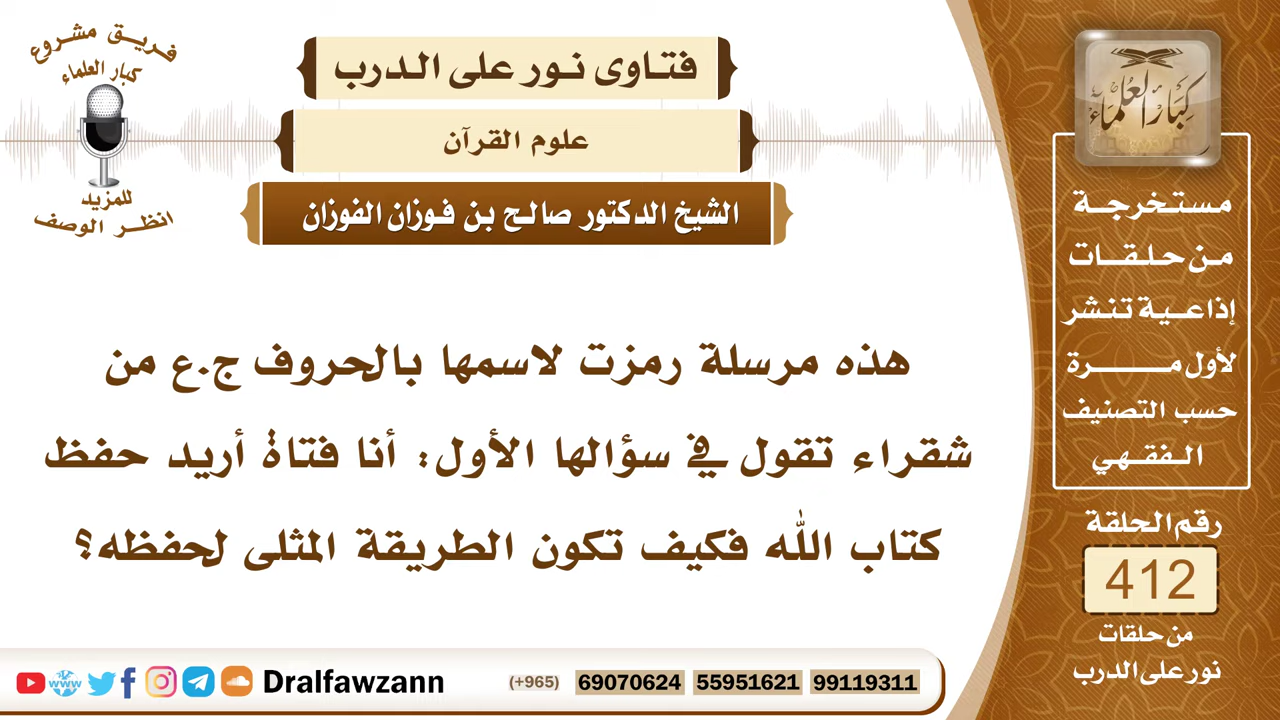 فريق مشروع
كبار العلماء
للمزيد
انظر الوصف
فتاوى نور على الدرب
علوم القرآن
الشيخ الدكتور صالح بن فوزان الفوزان
هذه مرسلة رمزت لاسمها بالحروف ج.ع من
شقراء تقول في سؤالها الأول: أنا فتاة أريد حفظ
كتاب الله فكيف تكون الطريقة المثلى لحفظه؟
كبار العلماء
مستخرجة
من حلقات
إذاعية تنشر
لأول مرة
حسب التصنيف
الفقهي
رقم الحلقة
412
من حلقات
نور على الدرب
www
Dralfawzann
(+965) 69070624 55951621 99119311